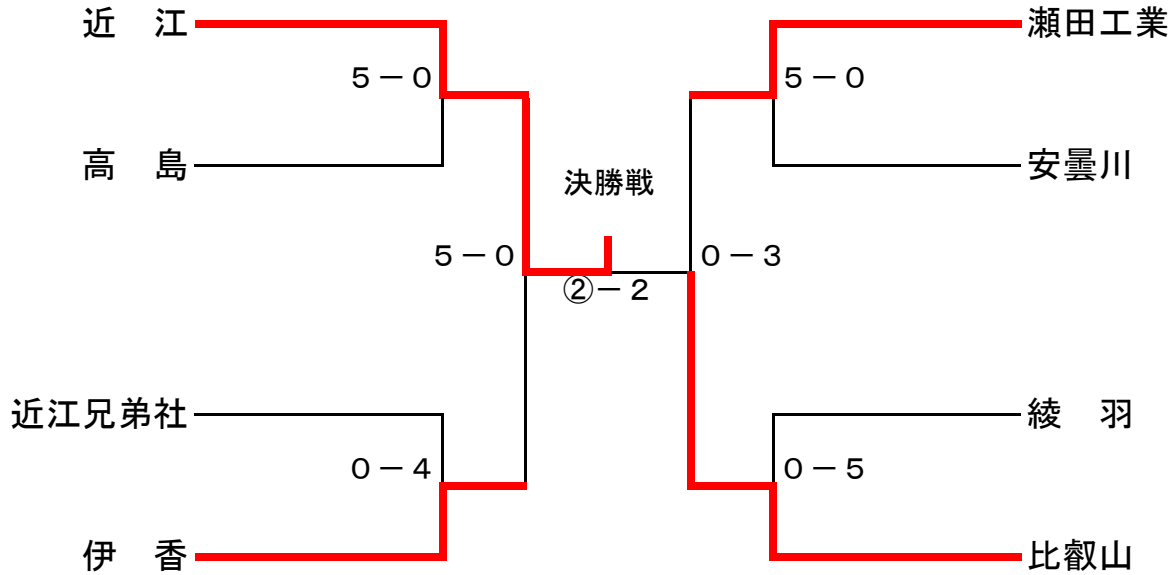 近　江
瀬田工業
５－０
５－０
高　島
安曇川
決勝戦
５－０
０－３
②－２
近江兄弟社
綾　羽
０－４
０－５
伊　香
比叡山